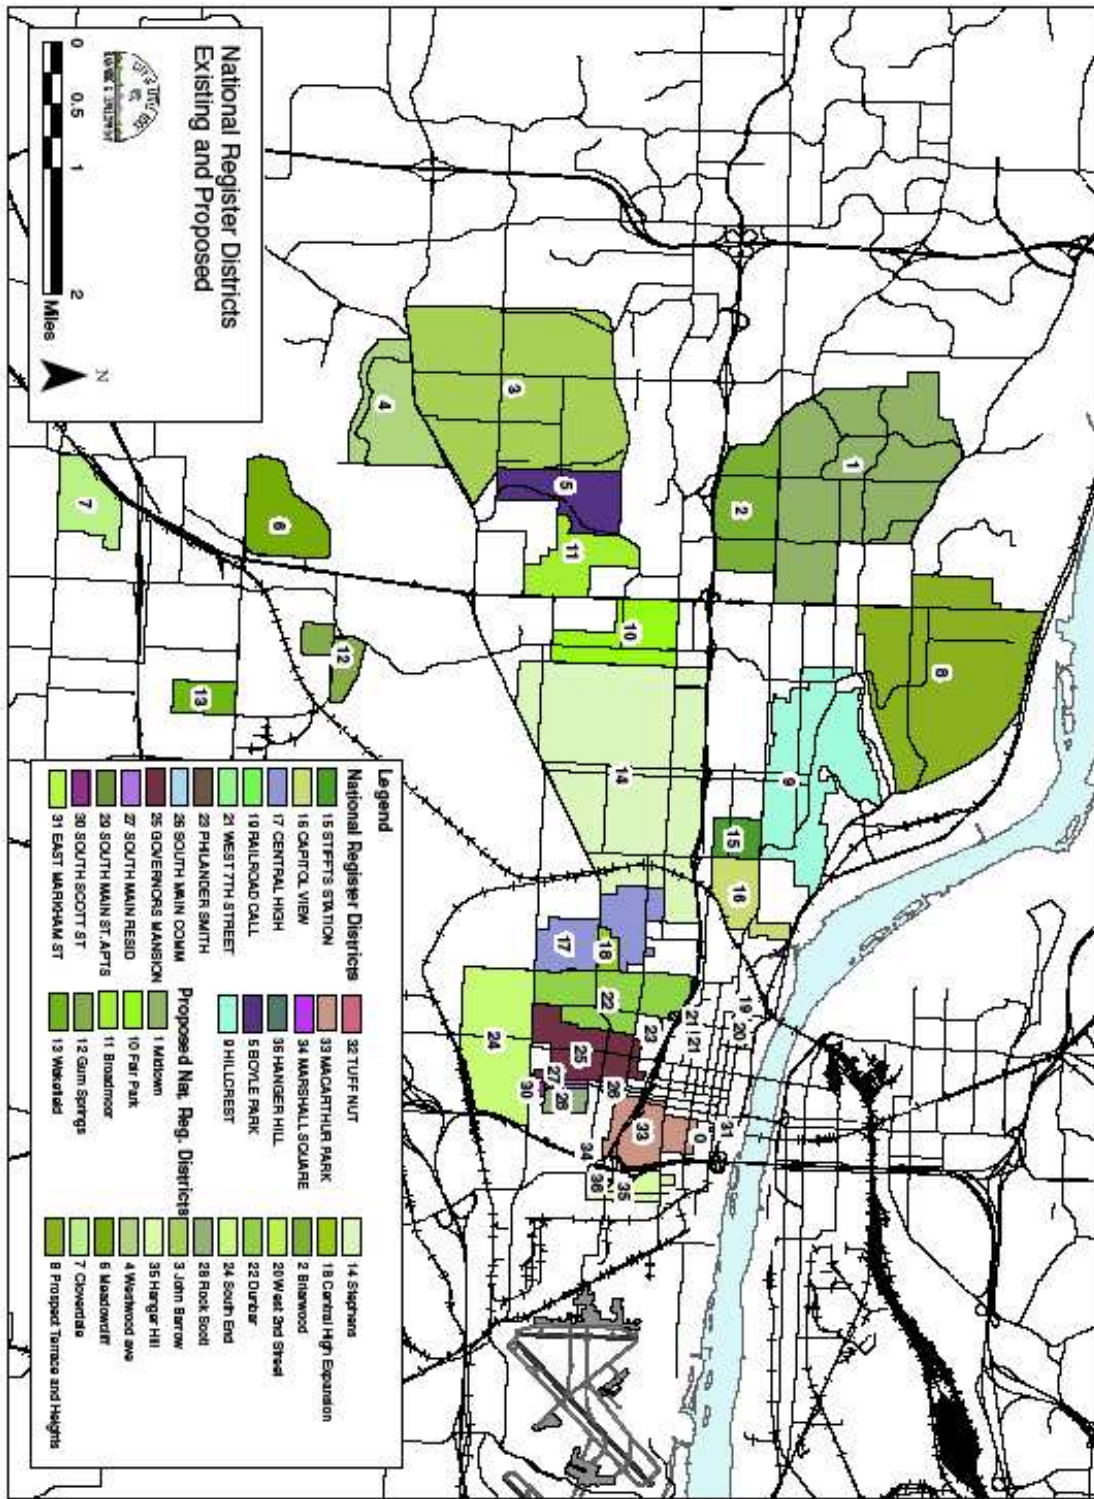 National Register Districts
Existing and Proposed
0 0.5 1 2
Miles
N
1
2
3
4
5
6
7
8
9
10
11
12
13
14
15
16
17
18
19
20
21
21
22
23
24
25
26
27
28
30
31
0
33
34
35
36
Legend
National Register Districts
15 STIFFTS STATION
16 CAPITOL VIEW
17 CENTRAL HIGH
19 RAILROAD CALL
21 WEST 7TH STREET
23 PHILANDER SMITH
26 SOUTH MAIN COMM
25 GOVERNORS MANSION
27 SOUTH MAIN RESID
29 SOUTH MAIN ST. APTS
30 SOUTH SCOTT ST
31 EAST MARKHAM ST
32 TUFF NUT
33 MACARTHUR PARK
34 MARSHALL SQUARE
35 HANGER HILL
5 BOYLE PARK
9 HILLCREST
Proposed Nat. Reg. Districts
1 Midtown
10 Fair Park
11 Broadmoor
12 Gum Springs
13 Wakefield
14 Stephens
18 Central High Expansion
2 Briarwood
20 West 2nd Street
22 Dunbar
24 South End
28 Rock Scott
3 John Barrow
35 Hanger Hill
4 Westwood ave
6 Meadowcliff
7 Cloverdale
8 Prospect Terrace and Heights